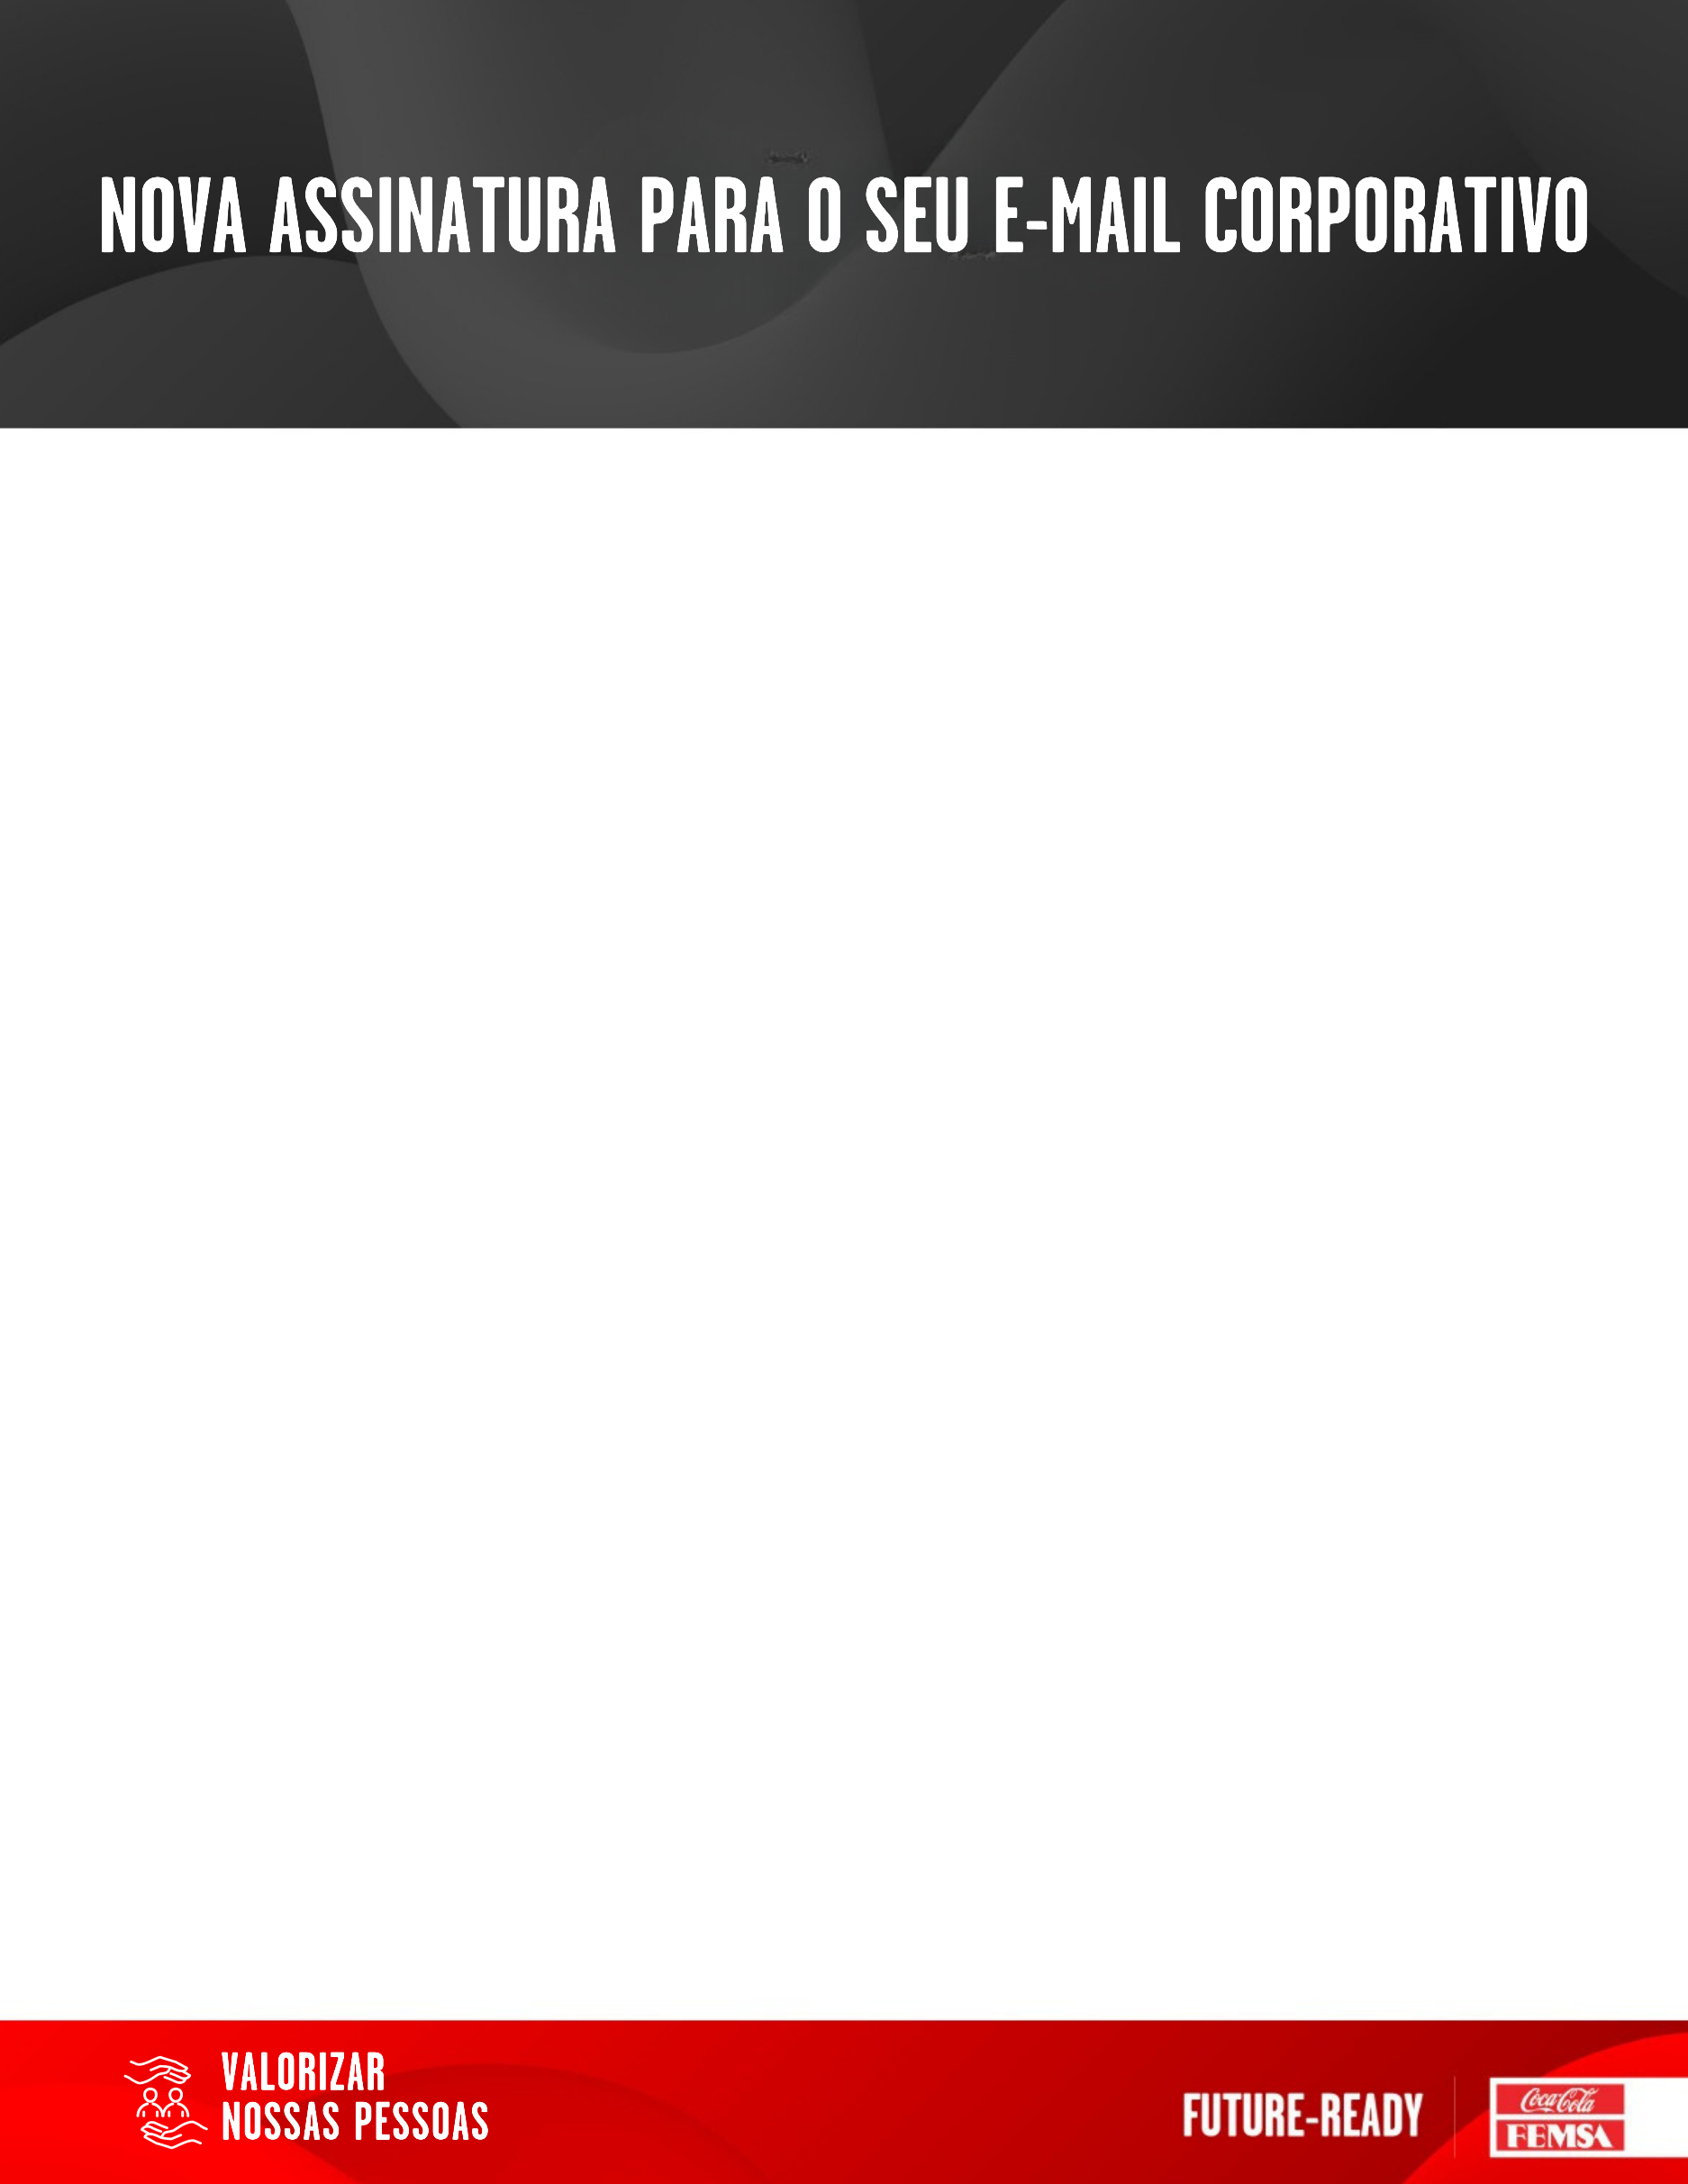 NOVA ASSINATURA PARA O SEU E-MAIL CORPORATIVO
VALORIZAR
NOSSAS PESSOAS
FUTURE-READY
Coca-Cola
FEMSA